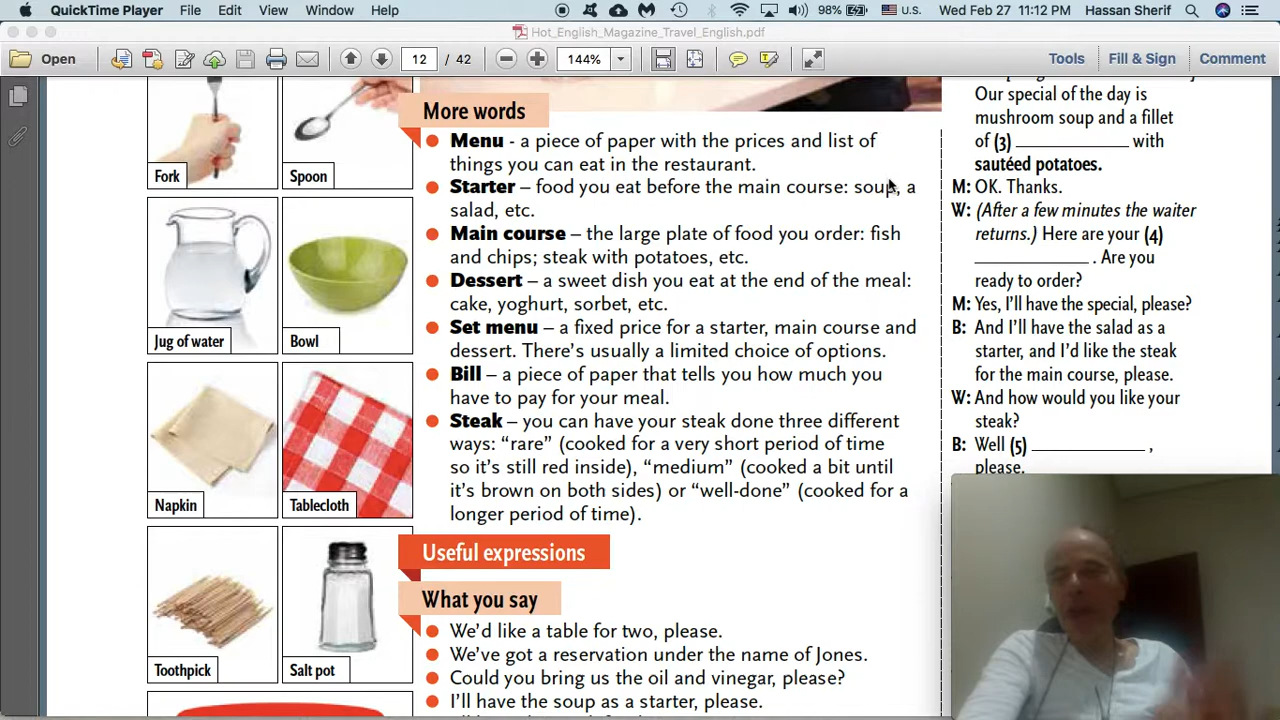 QuickTime Player File Edit View Window Help 98% U.S. Wed Feb 27 11:12 PM Hassan Sherif
Hot_English_Magazine_Travel_English.pdf
Open 12 / 42 144% Tools Fill & Sign Comment
Fork
Spoon
Jug of water
Bowl
Napkin
Tablecloth
Toothpick
Salt pot
More words
Menu - a piece of paper with the prices and list of
things you can eat in the restaurant.
Starter – food you eat before the main course: soup, a
salad, etc.
Main course – the large plate of food you order: fish
and chips; steak with potatoes, etc.
Dessert – a sweet dish you eat at the end of the meal:
cake, yoghurt, sorbet, etc.
Set menu – a fixed price for a starter, main course and
dessert. There's usually a limited choice of options.
Bill – a piece of paper that tells you how much you
have to pay for your meal.
Steak – you can have your steak done three different
ways: “rare” (cooked for a very short period of time
so it's still red inside), “medium” (cooked a bit until
it's brown on both sides) or “well-done” (cooked for a
longer period of time).
Useful expressions
What you say
We'd like a table for two, please.
We've got a reservation under the name of Jones.
Could you bring us the oil and vinegar, please?
I'll have the soup as a starter, please.
Our special of the day is
mushroom soup and a fillet
of (3) ____________ with
sautéed potatoes.
M: OK. Thanks.
W: (After a few minutes the waiter
returns.) Here are your (4)
____________ . Are you
ready to order?
M: Yes, I'll have the special, please?
B: And I'll have the salad as a
starter, and I'd like the steak
for the main course, please.
W: And how would you like your
steak?
B: Well (5) ____________ ,
please.